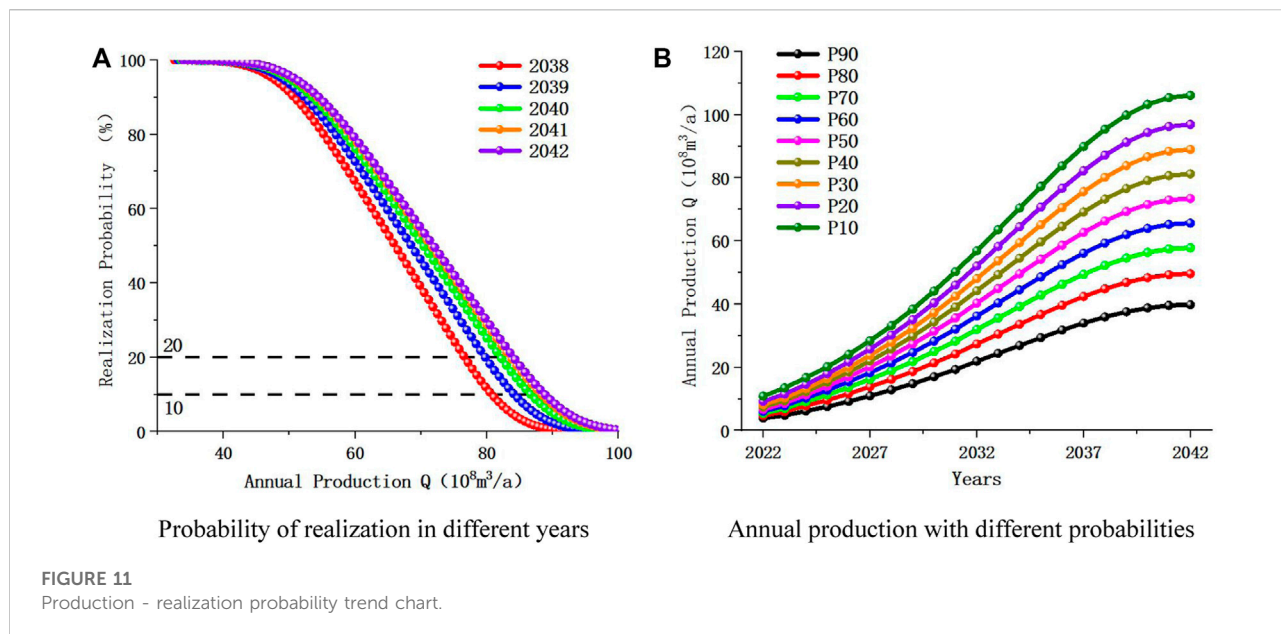 A
100
80
60
40
20
0
Realization Probability (%)
2038
2039
2040
2041
2042
20
10
40
60
80
100
Annual Production Q (10⁸m³/a)
Probability of realization in different years
B
120
100
80
60
40
20
0
Annual Production Q (10⁸m³/a)
P90
P80
P70
P60
P50
P40
P30
P20
P10
2022
2027
2032
2037
2042
Years
Annual production with different probabilities
FIGURE 11
Production - realization probability trend chart.